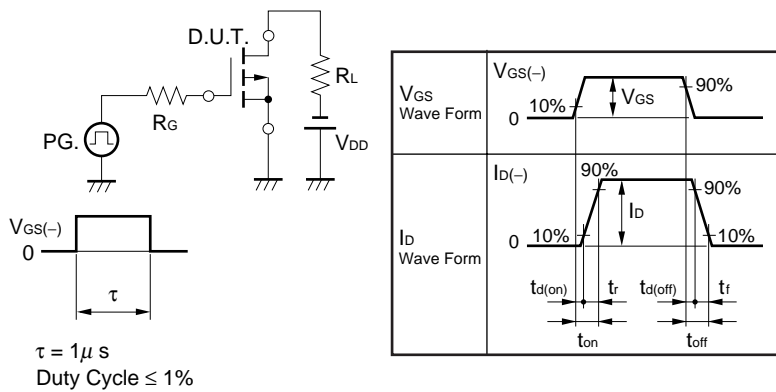 D.U.T.
RL
RG
PG.
VDD
VGS(−)
0
τ
τ = 1μ s
Duty Cycle ≤ 1%
VGS
Wave Form
VGS(−)
10%
VGS
90%
0
ID
Wave Form
ID(−)
90%
90%
ID
0
10%
10%
td(on)
tr
td(off)
tf
ton
toff